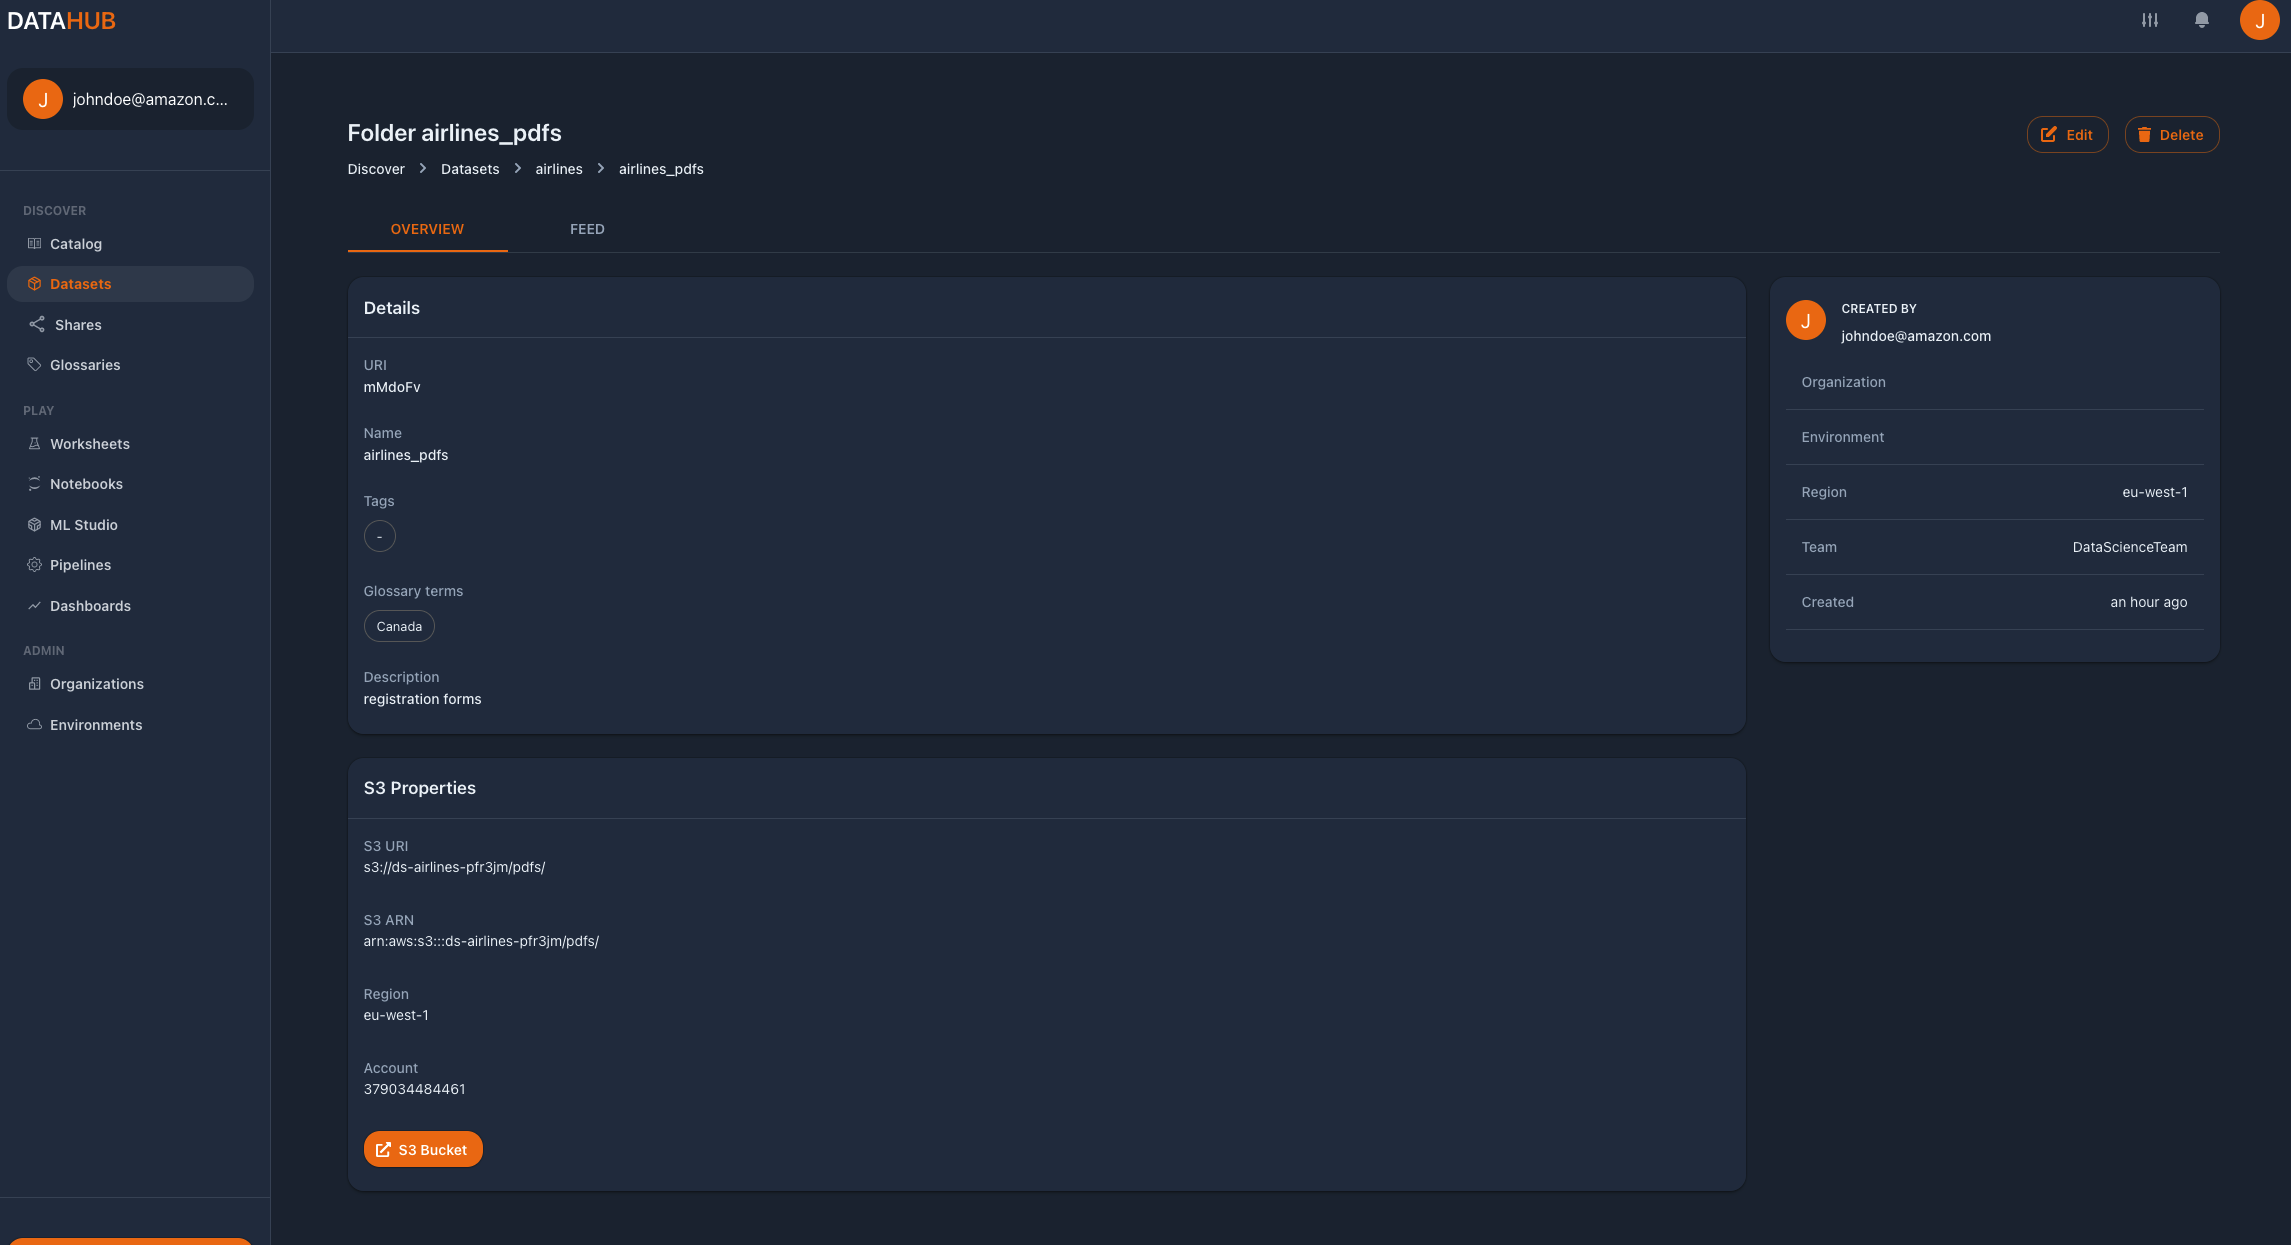 DATAHUB
J
J
johndoe@amazon.c...
DISCOVER
Catalog
Datasets
Shares
Glossaries
PLAY
Worksheets
Notebooks
ML Studio
Pipelines
Dashboards
ADMIN
Organizations
Environments
Folder airlines_pdfs
Edit
Delete
Discover > Datasets > airlines > airlines_pdfs
OVERVIEW
FEED
Details
URI
mMdoFv
Name
airlines_pdfs
Tags
-
Glossary terms
Canada
Description
registration forms
S3 Properties
S3 URI
s3://ds-airlines-pfr3jm/pdfs/
S3 ARN
arn:aws:s3:::ds-airlines-pfr3jm/pdfs/
Region
eu-west-1
Account
379034484461
S3 Bucket
J
CREATED BY
johndoe@amazon.com
Organization
Environment
Region eu-west-1
Team DataScienceTeam
Created an hour ago